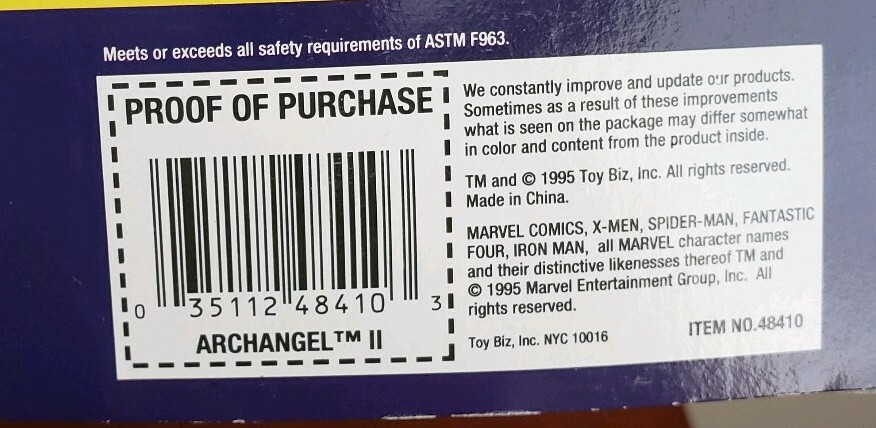 Meets or exceeds all safety requirements of ASTM F963.
PROOF OF PURCHASE
0 35112 48410 3
ARCHANGEL™ II
We constantly improve and update our products.
Sometimes as a result of these improvements
what is seen on the package may differ somewhat
in color and content from the product inside.
TM and © 1995 Toy Biz, Inc. All rights reserved.
Made in China.
MARVEL COMICS, X-MEN, SPIDER-MAN, FANTASTIC
FOUR, IRON MAN, all MARVEL character names
and their distinctive likenesses thereof TM and
© 1995 Marvel Entertainment Group, Inc. All
rights reserved.
Toy Biz, Inc. NYC 10016
ITEM NO.48410